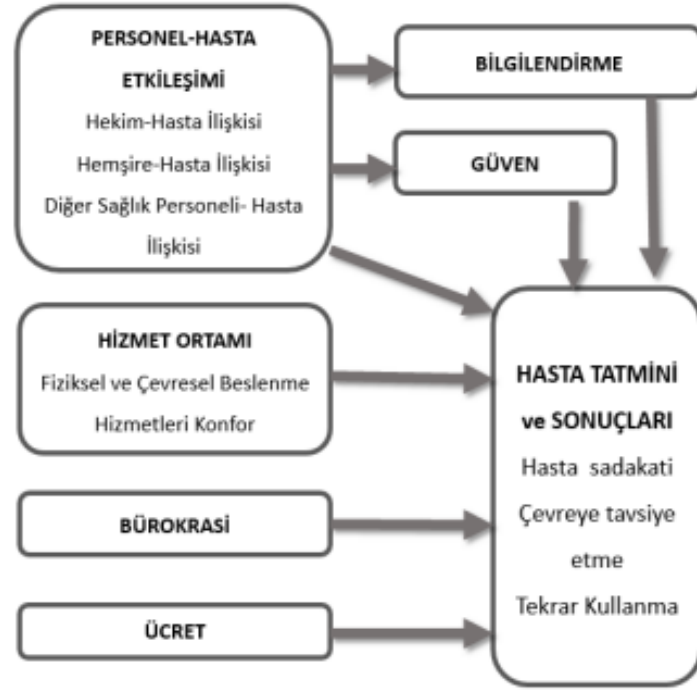 PERSONEL-HASTA
ETKİLEŞİMİ
Hekim-Hasta İlişkisi
Hemşire-Hasta İlişkisi
Diğer Sağlık Personeli- Hasta
İlişkisi
BİLGİLENDİRME
GÜVEN
HİZMET ORTAMI
Fiziksel ve Çevresel Beslenme
Hizmetleri Konfor
BÜROKRASİ
ÜCRET
HASTA TATMİNİ
ve SONUÇLARI
Hasta sadakati
Çevreye tavsiye
etme
Tekrar Kullanma